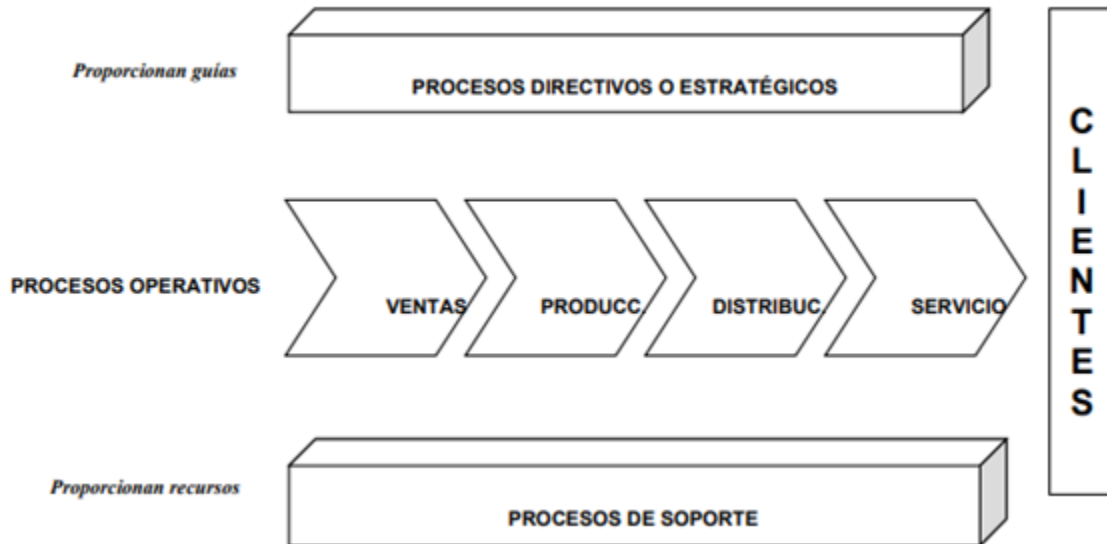 Proporcionan guías
PROCESOS DIRECTIVOS O ESTRATÉGICOS
PROCESOS OPERATIVOS
VENTAS
PRODUCC.
DISTRIBUC.
SERVICIO
Proporcionan recursos
PROCESOS DE SOPORTE
C
L
I
E
N
T
E
S